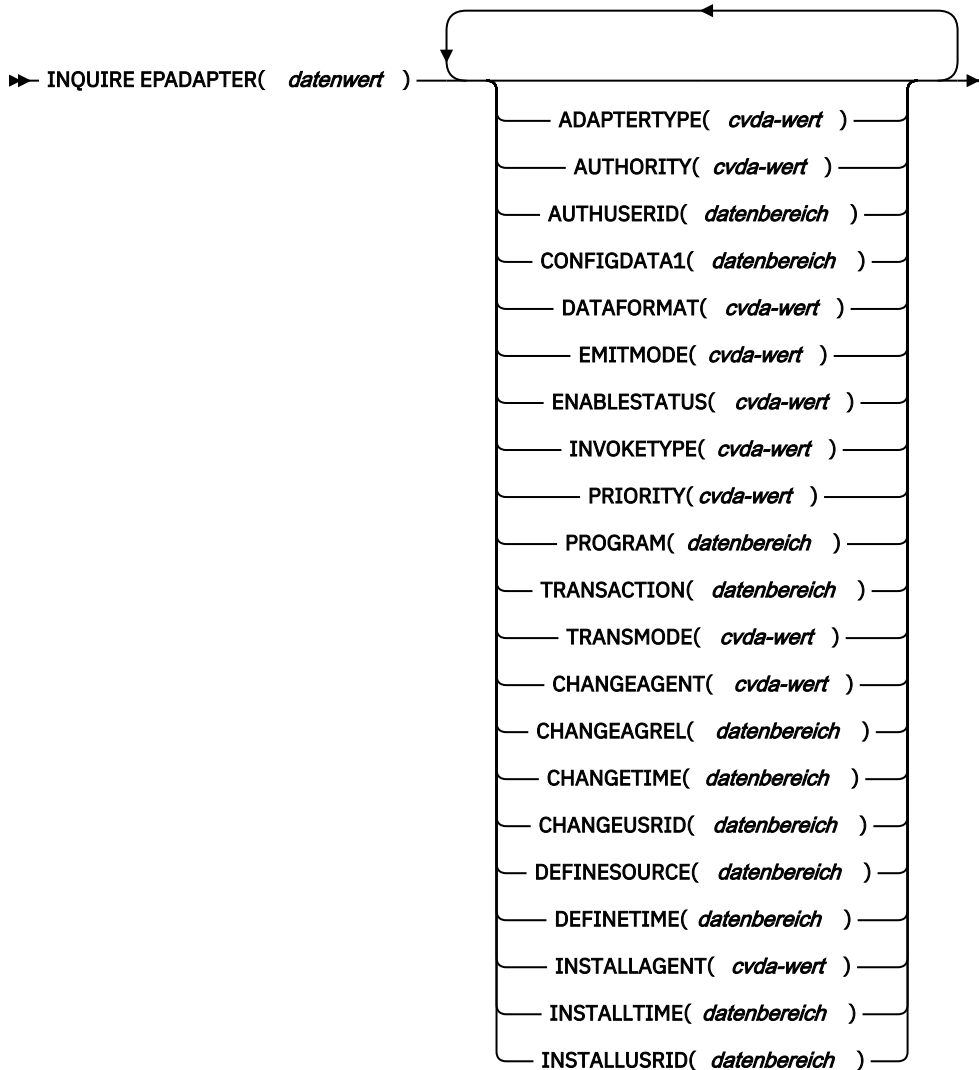 INQUIRE EPADAPTER( datenwert )
ADAPTERTYPE( cvda-wert )
AUTHORITY( cvda-wert )
AUTHUSERID( datenbereich )
CONFIGDATA1( datenbereich )
DATAFORMAT( cvda-wert )
EMITMODE( cvda-wert )
ENABLESTATUS( cvda-wert )
INVOKETYPE( cvda-wert )
PRIORITY( cvda-wert )
PROGRAM( datenbereich )
TRANSACTION( datenbereich )
TRANSMODE( cvda-wert )
CHANGEAGENT( cvda-wert )
CHANGEAGREL( datenbereich )
CHANGETIME( datenbereich )
CHANGEUSRID( datenbereich )
DEFINESOURCE( datenbereich )
DEFINETIME( datenbereich )
INSTALLAGENT( cvda-wert )
INSTALLTIME( datenbereich )
INSTALLUSRID( datenbereich )